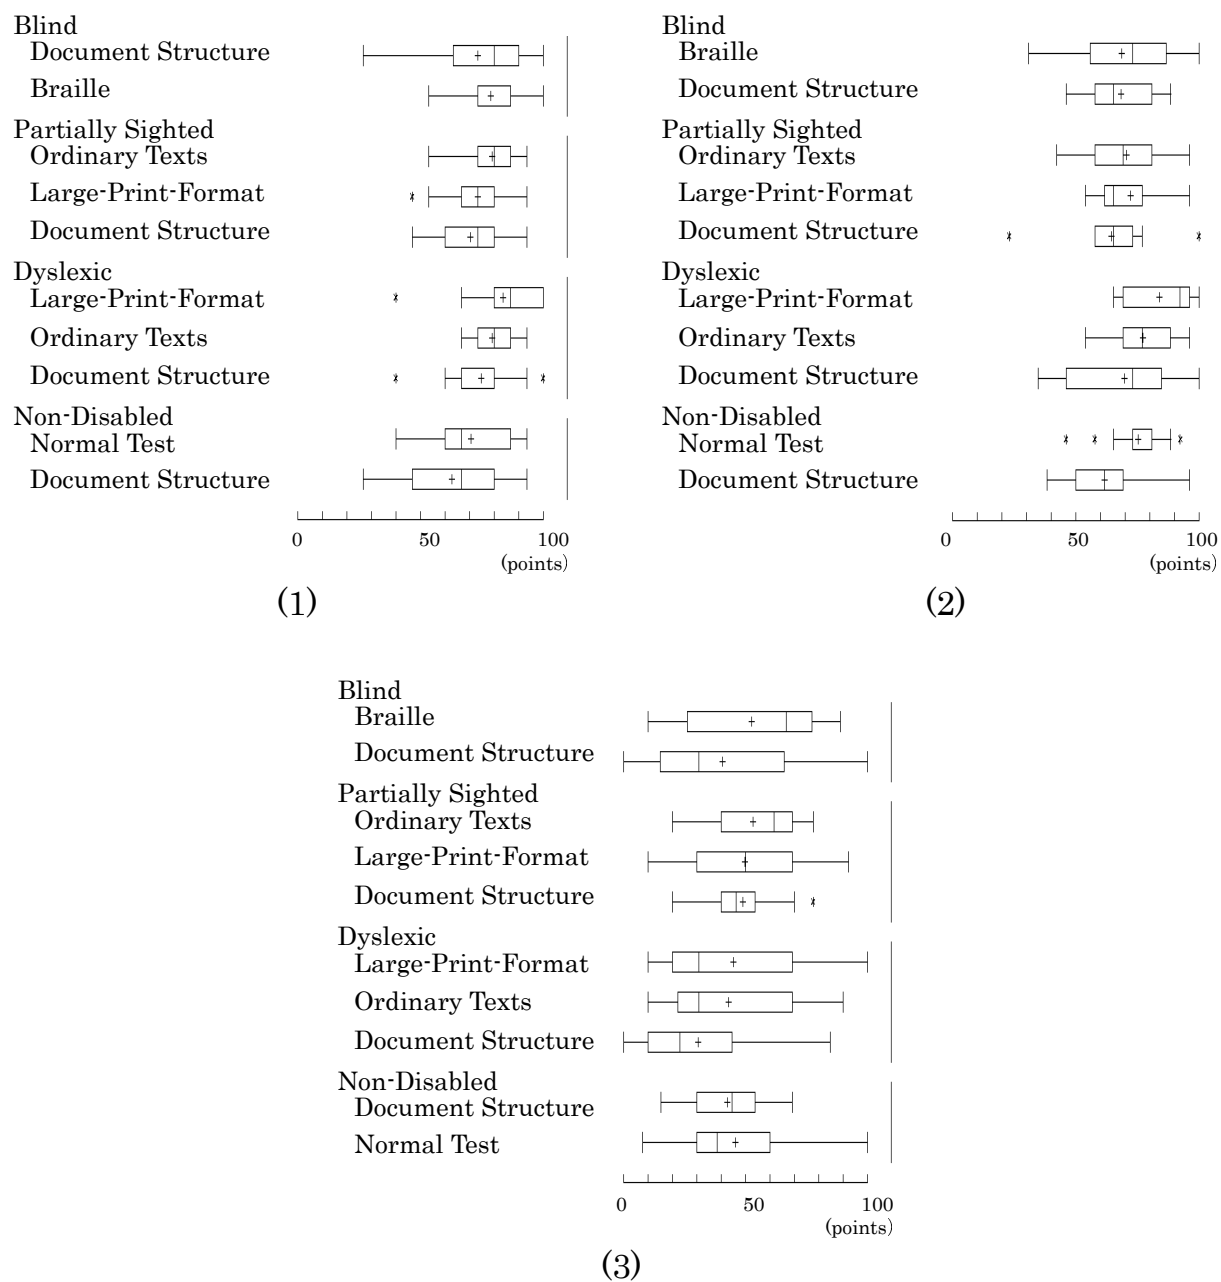 Blind
Document Structure
Braille
Partially Sighted
Ordinary Texts
Large-Print-Format
Document Structure
Dyslexic
Large-Print-Format
Ordinary Texts
Document Structure
Non-Disabled
Normal Test
Document Structure
0 50 100
(points)
(1)
Blind
Braille
Document Structure
Partially Sighted
Ordinary Texts
Large-Print-Format
Document Structure
Dyslexic
Large-Print-Format
Ordinary Texts
Document Structure
Non-Disabled
Normal Test
Document Structure
0 50 100
(points)
(2)
Blind
Braille
Document Structure
Partially Sighted
Ordinary Texts
Large-Print-Format
Document Structure
Dyslexic
Large-Print-Format
Ordinary Texts
Document Structure
Non-Disabled
Document Structure
Normal Test
0 50 100
(points)
(3)